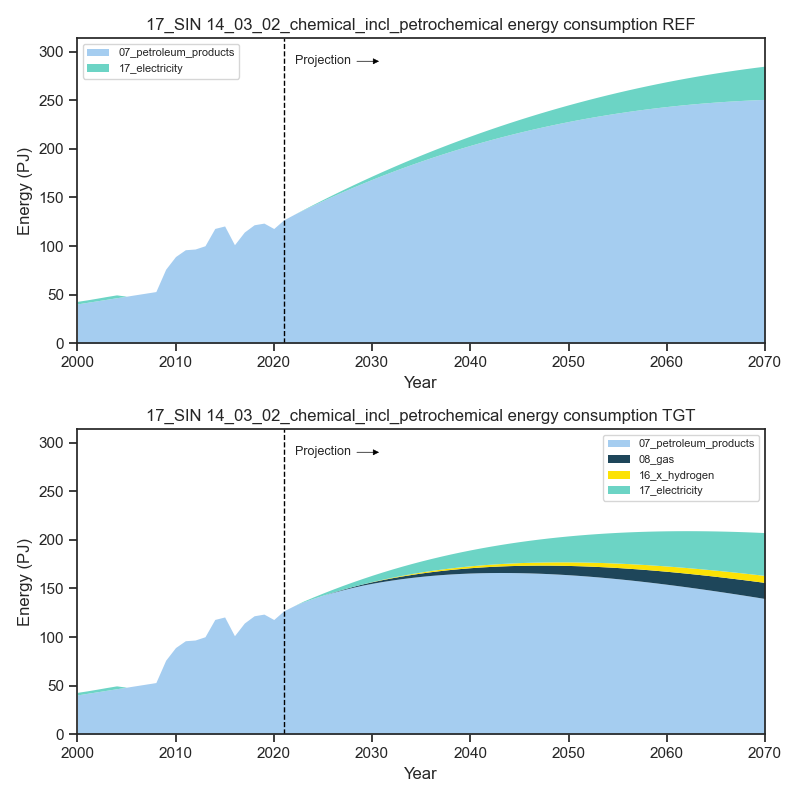 17_SIN 14_03_02_chemical_incl_petrochemical energy consumption REF
300
250
200
150
100
50
0
Energy (PJ)
07_petroleum_products
17_electricity
Projection
2000 2010 2020 2030 2040 2050 2060 2070
Year
17_SIN 14_03_02_chemical_incl_petrochemical energy consumption TGT
300
250
200
150
100
50
0
Energy (PJ)
Projection
07_petroleum_products
08_gas
16_x_hydrogen
17_electricity
2000 2010 2020 2030 2040 2050 2060 2070
Year